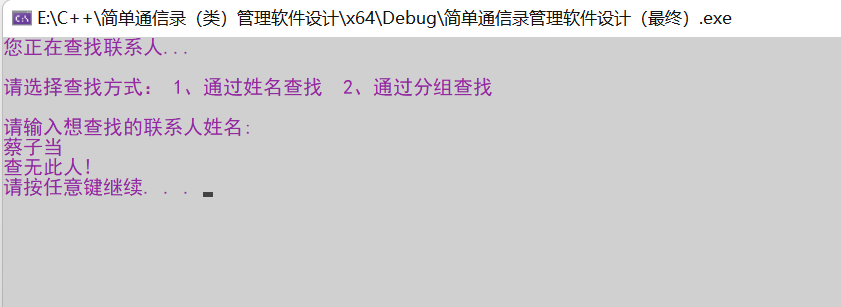 E:\C++\简单通信录（类）管理软件设计\x64\Debug\简单通信录管理软件设计（最终）.exe
您正在查找联系人...
请选择查找方式： 1、通过姓名查找  2、通过分组查找
请输入想查找的联系人姓名:
蔡子当
查无此人!
请按任意键继续. . .